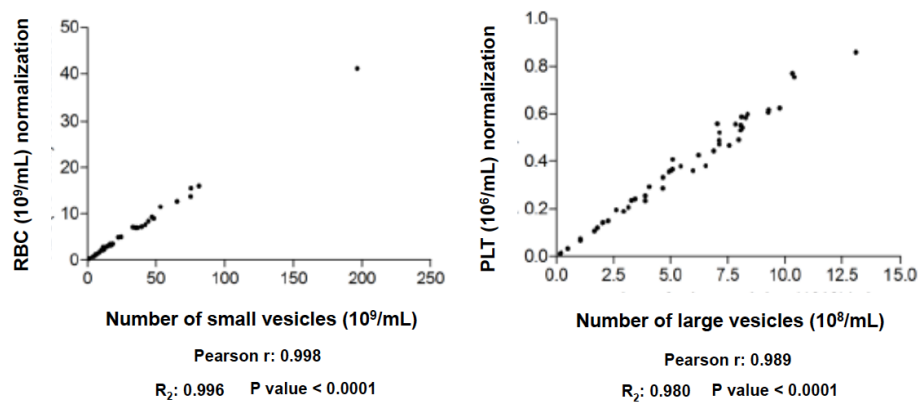 RBC (10⁹/mL) normalization
50
40
30
20
10
0
0 50 100 150 200 250
Number of small vesicles (10⁹/mL)
Pearson r: 0.998
R₂: 0.996 P value < 0.0001
PLT (10⁶/mL) normalization
1.0
0.8
0.6
0.4
0.2
0.0
0.0 2.5 5.0 7.5 10.0 12.5 15.0
Number of large vesicles (10⁸/mL)
Pearson r: 0.989
R₂: 0.980 P value < 0.0001